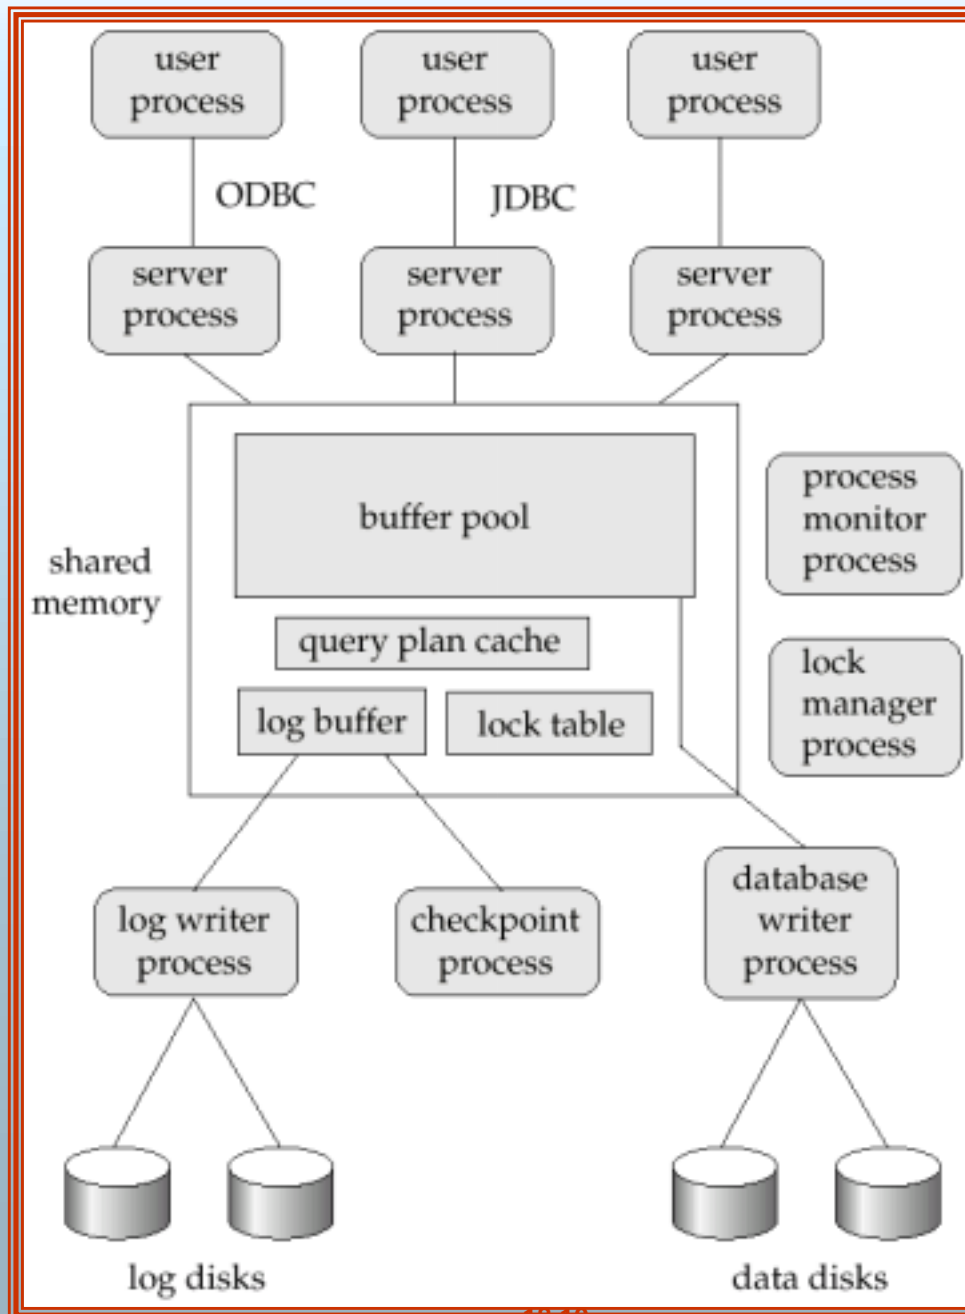 user
process
user
process
user
process
ODBC
JDBC
server
process
server
process
server
process
shared
memory
buffer pool
query plan cache
log buffer
lock table
process
monitor
process
lock
manager
process
log writer
process
checkpoint
process
database
writer
process
log disks
data disks